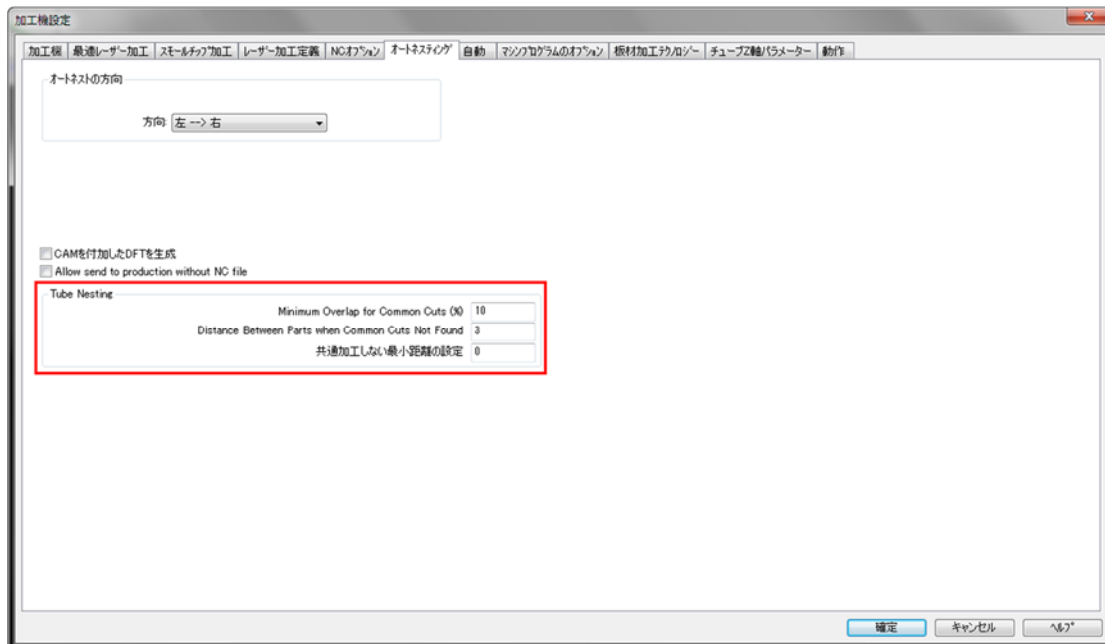 加工機設定
加工機 最適レーザー加工 スモールチップ加工 レーザー加工定義 NCオプション オートネスティング 自動 マシンプログラムのオプション 板材加工テクノロジー チューブZ軸パラメーター 動作
オートネストの方向
方向 左 --> 右
CAMを付加したDFTを生成
Allow send to production without NC file
Tube Nesting
Minimum Overlap for Common Cuts (%) 10
Distance Between Parts when Common Cuts Not Found 3
共通加工しない最小距離の設定 0
確定 キャンセル ヘルプ